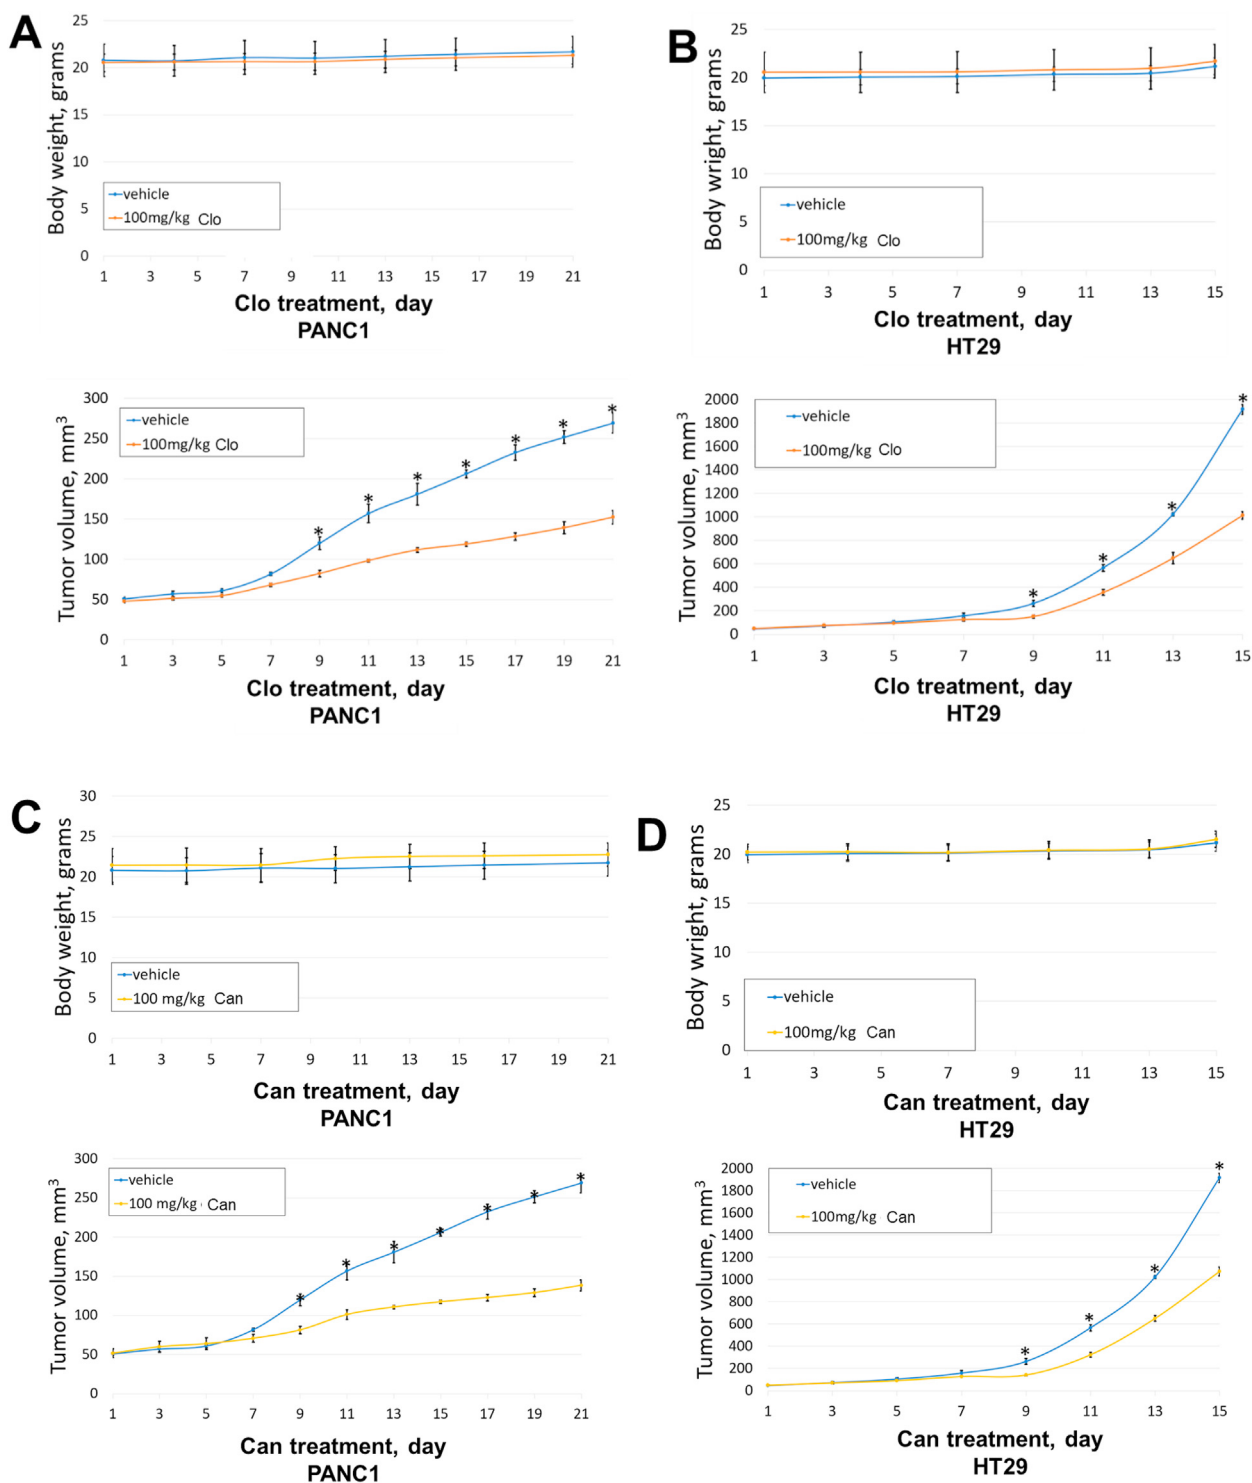 A
Body weight, grams
25
20
15
10
5
0
vehicle
100mg/kg Clo
1 3 5 7 9 11 13 15 17 19 21
Clo treatment, day
PANC1
B
Body wright, grams
25
20
15
10
5
0
vehicle
100mg/kg Clo
1 3 5 7 9 11 13 15
Clo treatment, day
HT29
Tumor volume, mm³
300
250
200
150
100
50
0
vehicle
100mg/kg Clo
* * * * * * *
1 3 5 7 9 11 13 15 17 19 21
Clo treatment, day
PANC1
Tumor volume, mm³
2000
1800
1600
1400
1200
1000
800
600
400
200
0
vehicle
100mg/kg Clo
* * * *
1 3 5 7 9 11 13 15
Clo treatment, day
HT29
C
Body weight, grams
30
25
20
15
10
5
0
vehicle
100 mg/kg Can
1 3 5 7 9 11 13 15 17 19 21
Can treatment, day
PANC1
D
Body wright, grams
25
20
15
10
5
0
vehicle
100mg/kg Can
1 3 5 7 9 11 13 15
Can treatment, day
HT29
Tumor volume, mm³
300
250
200
150
100
50
0
vehicle
100 mg/kg Can
* * * * * * *
1 3 5 7 9 11 13 15 17 19 21
Can treatment, day
PANC1
Tumor volume, mm³
2000
1800
1600
1400
1200
1000
800
600
400
200
0
vehicle
100mg/kg Can
* * * *
1 3 5 7 9 11 13 15
Can treatment, day
HT29